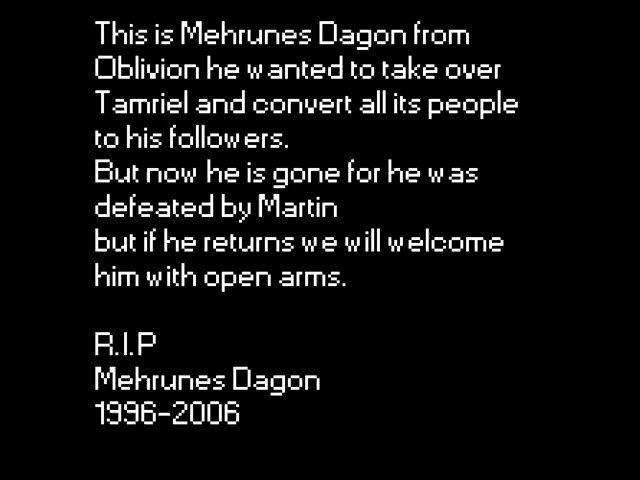 This is Mehrunes Dagon from
Oblivion he wanted to take over
Tamriel and convert all its people
to his followers.
But now he is gone for he was
defeated by Martin
but if he returns we will welcome
him with open arms.
R.I.P
Mehrunes Dagon
1996-2006